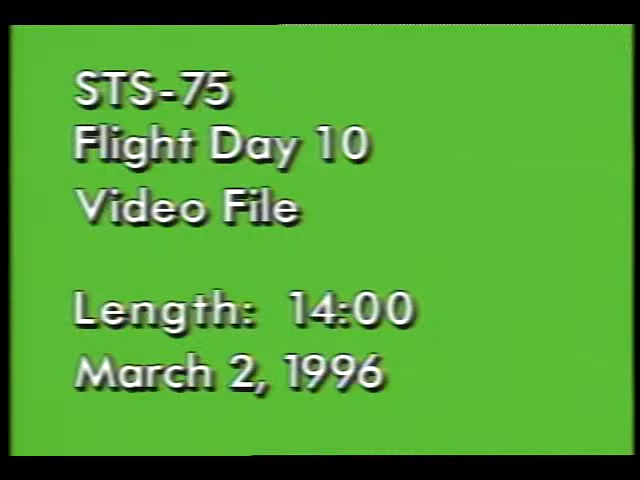 STS-75
Flight Day 10
Video File
Length: 14:00
March 2, 1996